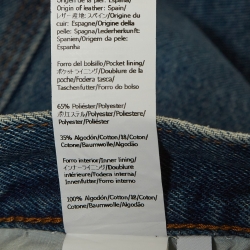 España/
Origin of leather: Spain/
レザー原産地:スペイン/Origine du
cuir: Espagne/Origine della
pelle: Spagna/Lederherkunft:
Spanien/Origem da pele:
Espanha
Forro del bolsillo/Pocket lining/
ポケットライニング/Doublure de la
poche/Fodera tasca/
Taschenfutter/Forro do bolso
65% Poliéster/Polyester/
ポリエステル/Polyester/Poliestere/
Polyester/Poliéster
35% Algodón/Cotton/綿/Coton/
Cotone/Baumwolle/Algodão
Forro interior/Inner lining/
インナーライニング/Doublure
intérieure/Fodera interna/
Innenfutter/Forro interno
100% Algodón/Cotton/綿/Coton/
Cotone/Baumwolle/Algodão